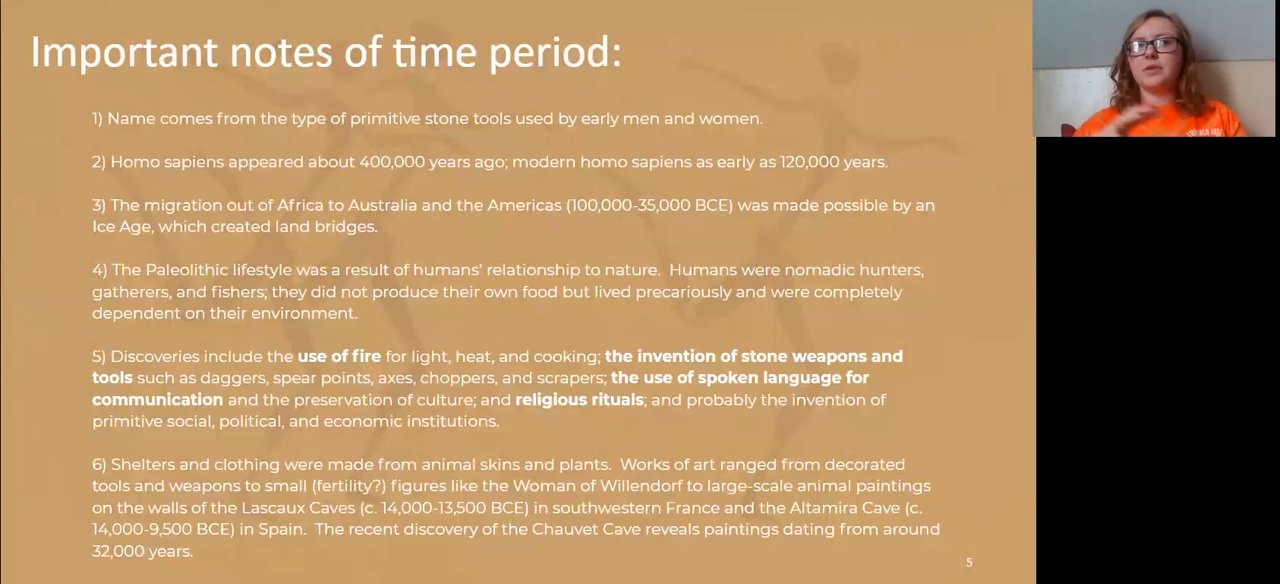 Important notes of time period:
1) Name comes from the type of primitive stone tools used by early men and women.
2) Homo sapiens appeared about 400,000 years ago; modern homo sapiens as early as 120,000 years.
3) The migration out of Africa to Australia and the Americas (100,000-35,000 BCE) was made possible by an
Ice Age, which created land bridges.
4) The Paleolithic lifestyle was a result of humans’ relationship to nature.  Humans were nomadic hunters,
gatherers, and fishers; they did not produce their own food but lived precariously and were completely
dependent on their environment.
5) Discoveries include the use of fire for light, heat, and cooking; the invention of stone weapons and
tools such as daggers, spear points, axes, choppers, and scrapers; the use of spoken language for
communication and the preservation of culture; and religious rituals; and probably the invention of
primitive social, political, and economic institutions.
6) Shelters and clothing were made from animal skins and plants.  Works of art ranged from decorated
tools and weapons to small (fertility?) figures like the Woman of Willendorf to large-scale animal paintings
on the walls of the Lascaux Caves (c. 14,000-13,500 BCE) in southwestern France and the Altamira Cave (c.
14,000-9,500 BCE) in Spain.  The recent discovery of the Chauvet Cave reveals paintings dating from around
32,000 years.
5